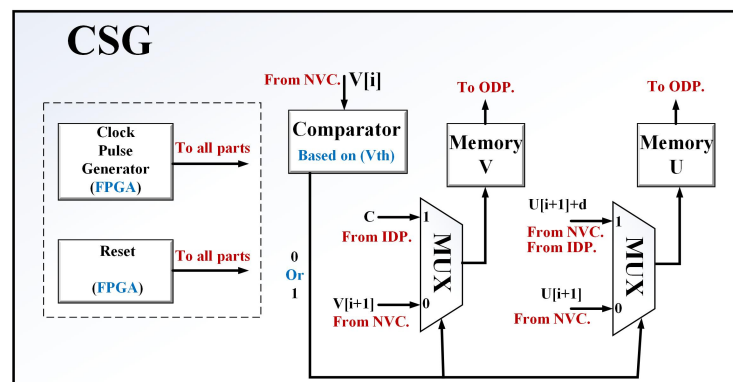 CSG
Clock
Pulse
Generator
(FPGA)
To all parts
Reset
(FPGA)
To all parts
From NVC. V[i]
Comparator
Based on (Vth)
0
Or
1
To ODP.
Memory
V
C
1
From IDP.
MUX
V[i+1]
0
From NVC.
To ODP.
Memory
U
U[i+1]+d
1
From NVC.
From IDP.
MUX
U[i+1]
0
From NVC.